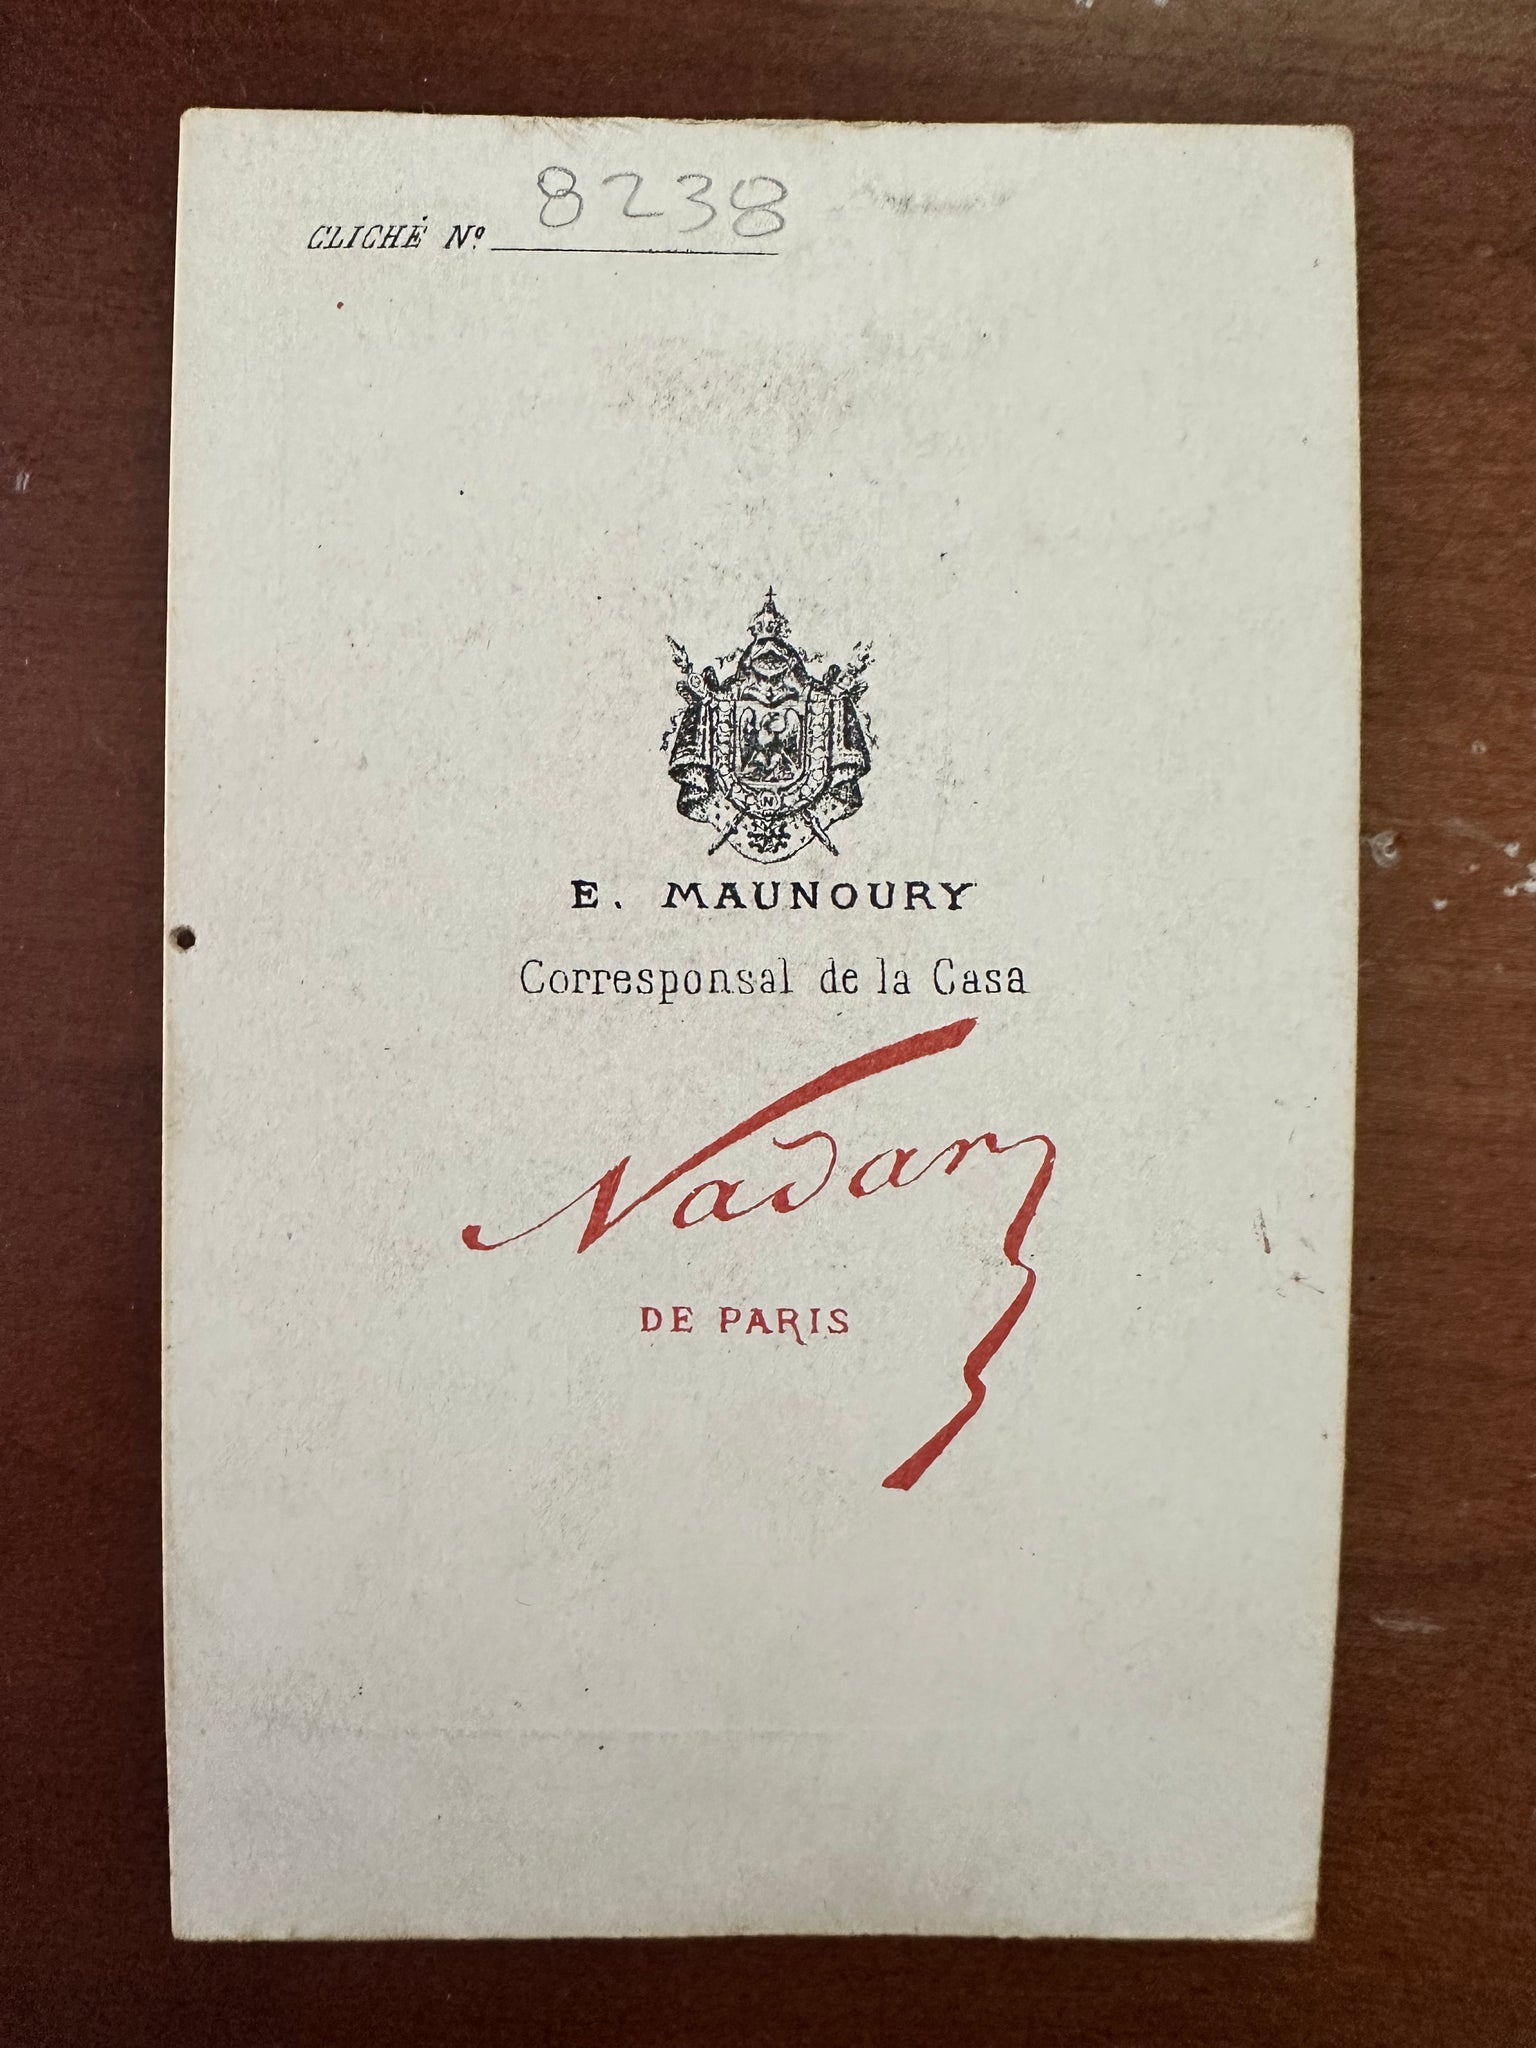 CLICHÉ Nº 8238
N
E. MAUNOURY
Corresponsal de la Casa
Nadar
DE PARIS